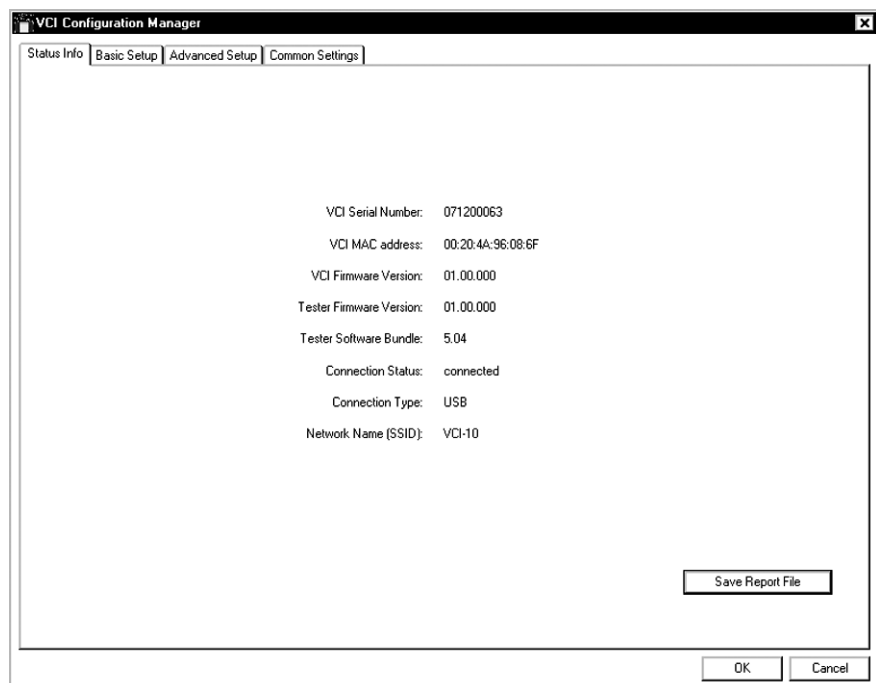 VCI Configuration Manager
Status Info Basic Setup Advanced Setup Common Settings
VCI Serial Number: 071200063
VCI MAC address: 00:20:4A:96:08:6F
VCI Firmware Version: 01.00.000
Tester Firmware Version: 01.00.000
Tester Software Bundle: 5.04
Connection Status: connected
Connection Type: USB
Network Name (SSID): VCI-10
Save Report File
OK Cancel